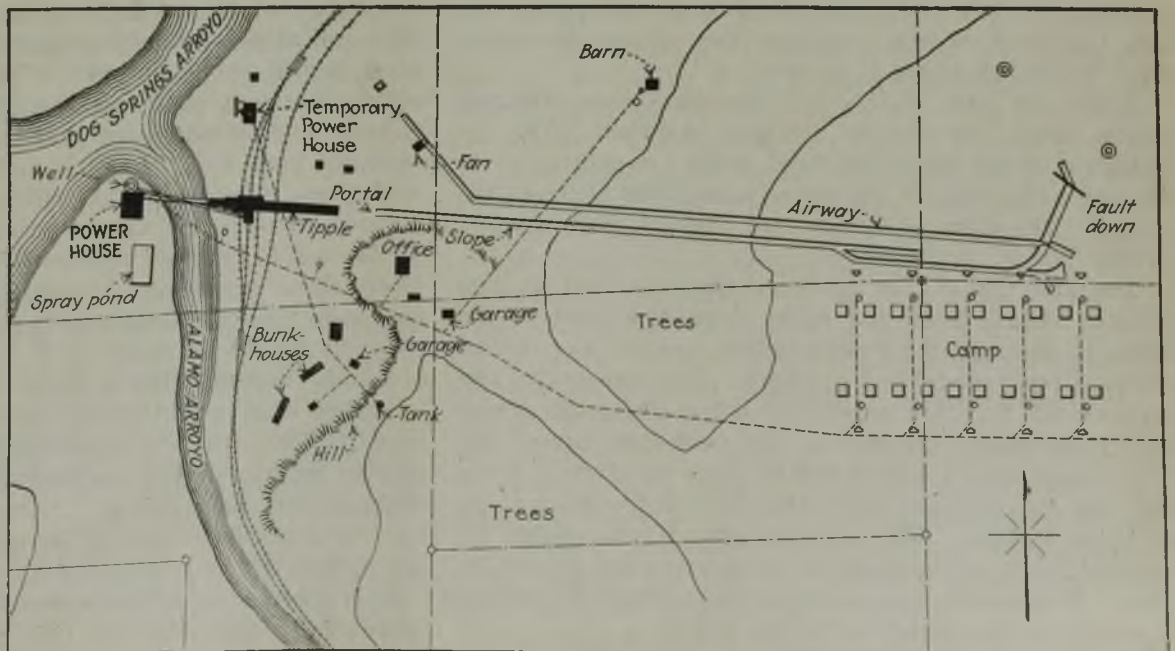 DOG SPRINGS ARROYO
Barn
Temporary
Power
House
Fan
Well
Portal
Airway
Fault
down
POWER
HOUSE
Tipple
Office
Slope
Spray pond
Garage
Trees
Bunk-
houses
Garage
Camp
ALAMO ARROYO
Tank
Hill
Trees